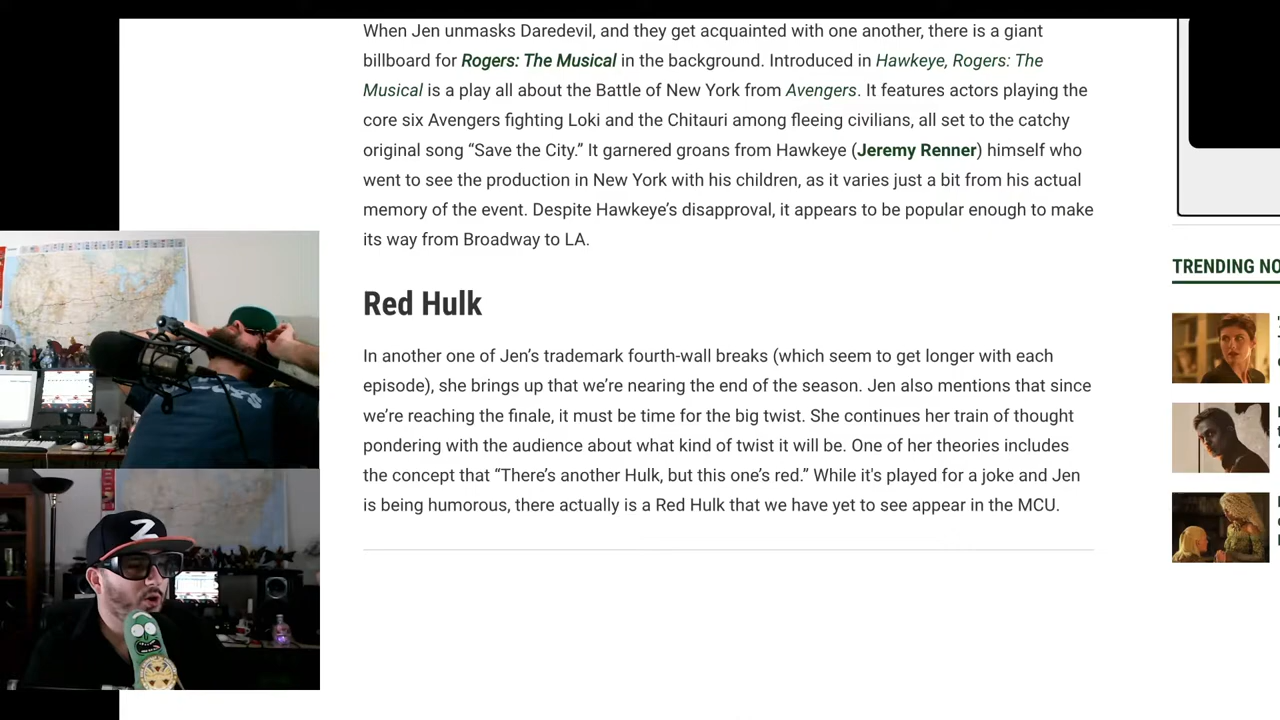 When Jen unmasks Daredevil, and they get acquainted with one another, there is a giant
billboard for Rogers: The Musical in the background. Introduced in Hawkeye, Rogers: The
Musical is a play all about the Battle of New York from Avengers. It features actors playing the
core six Avengers fighting Loki and the Chitauri among fleeing civilians, all set to the catchy
original song “Save the City.” It garnered groans from Hawkeye (Jeremy Renner) himself who
went to see the production in New York with his children, as it varies just a bit from his actual
memory of the event. Despite Hawkeye’s disapproval, it appears to be popular enough to make
its way from Broadway to LA.
Red Hulk
In another one of Jen’s trademark fourth-wall breaks (which seem to get longer with each
episode), she brings up that we’re nearing the end of the season. Jen also mentions that since
we’re reaching the finale, it must be time for the big twist. She continues her train of thought
pondering with the audience about what kind of twist it will be. One of her theories includes
the concept that “There’s another Hulk, but this one’s red.” While it's played for a joke and Jen
is being humorous, there actually is a Red Hulk that we have yet to see appear in the MCU.
TRENDING NO